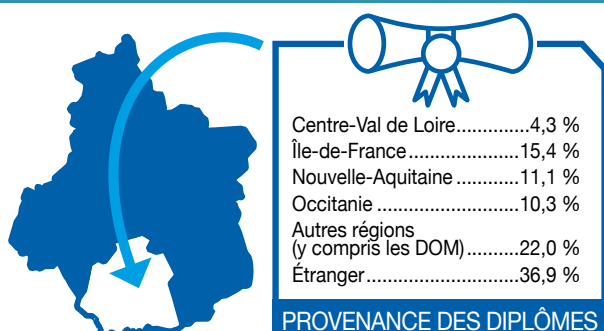 Centre-Val de Loire.............4,3 %
Île-de-France....................15,4 %
Nouvelle-Aquitaine............11,1 %
Occitanie..........................10,3 %
Autres régions
(y compris les DOM)..........22,0 %
Étranger............................36,9 %
PROVENANCE DES DIPLÔMES